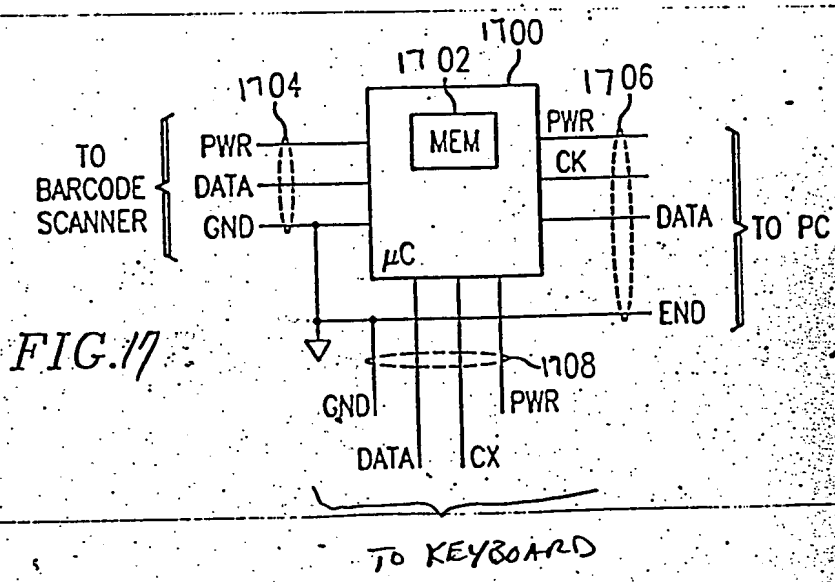 1700
1702
1704
1706
MEM
PWR
CK
DATA
END
TO PC
TO
BARCODE
SCANNER
PWR
DATA
GND
μC
FIG.17
1708
GND
PWR
DATA
CX
TO KEYBOARD